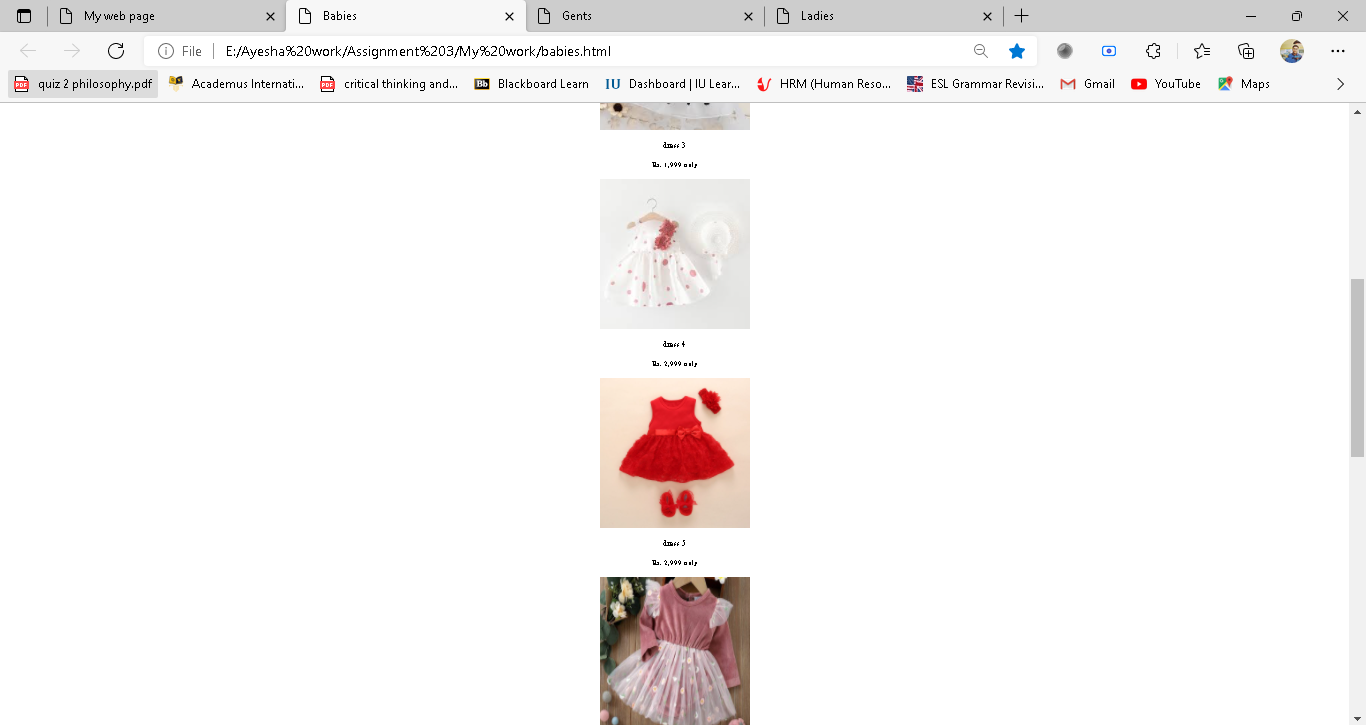 My web page
Babies
Gents
Ladies
File
E:/Ayesha%20work/Assignment%203/My%20work/babies.html
quiz 2 philosophy.pdf
Academus Internati...
critical thinking and...
Bb
Blackboard Learn
IU
Dashboard | IU Lear...
HRM (Human Reso...
ESL Grammar Revisi...
Gmail
YouTube
Maps
dress 3
Rs. 1,999 only
dress 4
Rs. 2,999 only
dress 5
Rs. 2,999 only